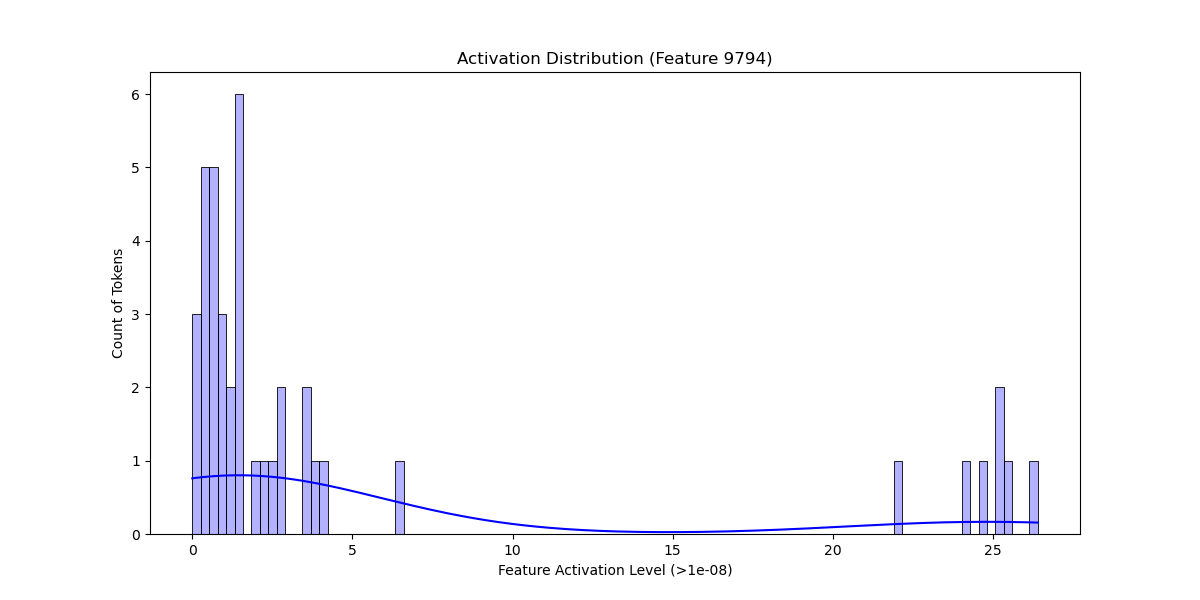 Activation Distribution (Feature 9794)
Count of Tokens
6
5
4
3
2
1
0
0 5 10 15 20 25
Feature Activation Level (>1e-08)